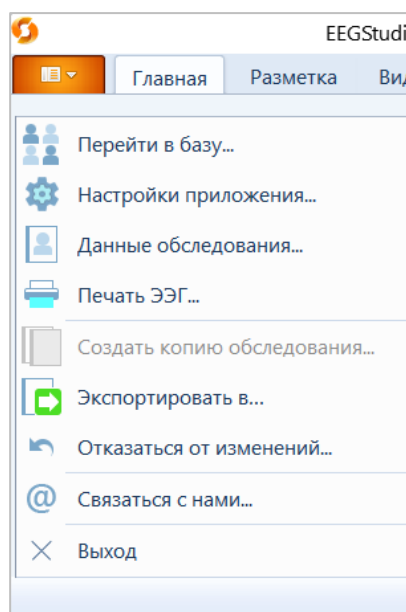 EEGStudi
Главная Разметка Вид
Перейти в базу...
Настройки приложения...
Данные обследования...
Печать ЭЭГ...
Создать копию обследования...
Экспортировать в...
Отказаться от изменений...
@ Связаться с нами...
Выход